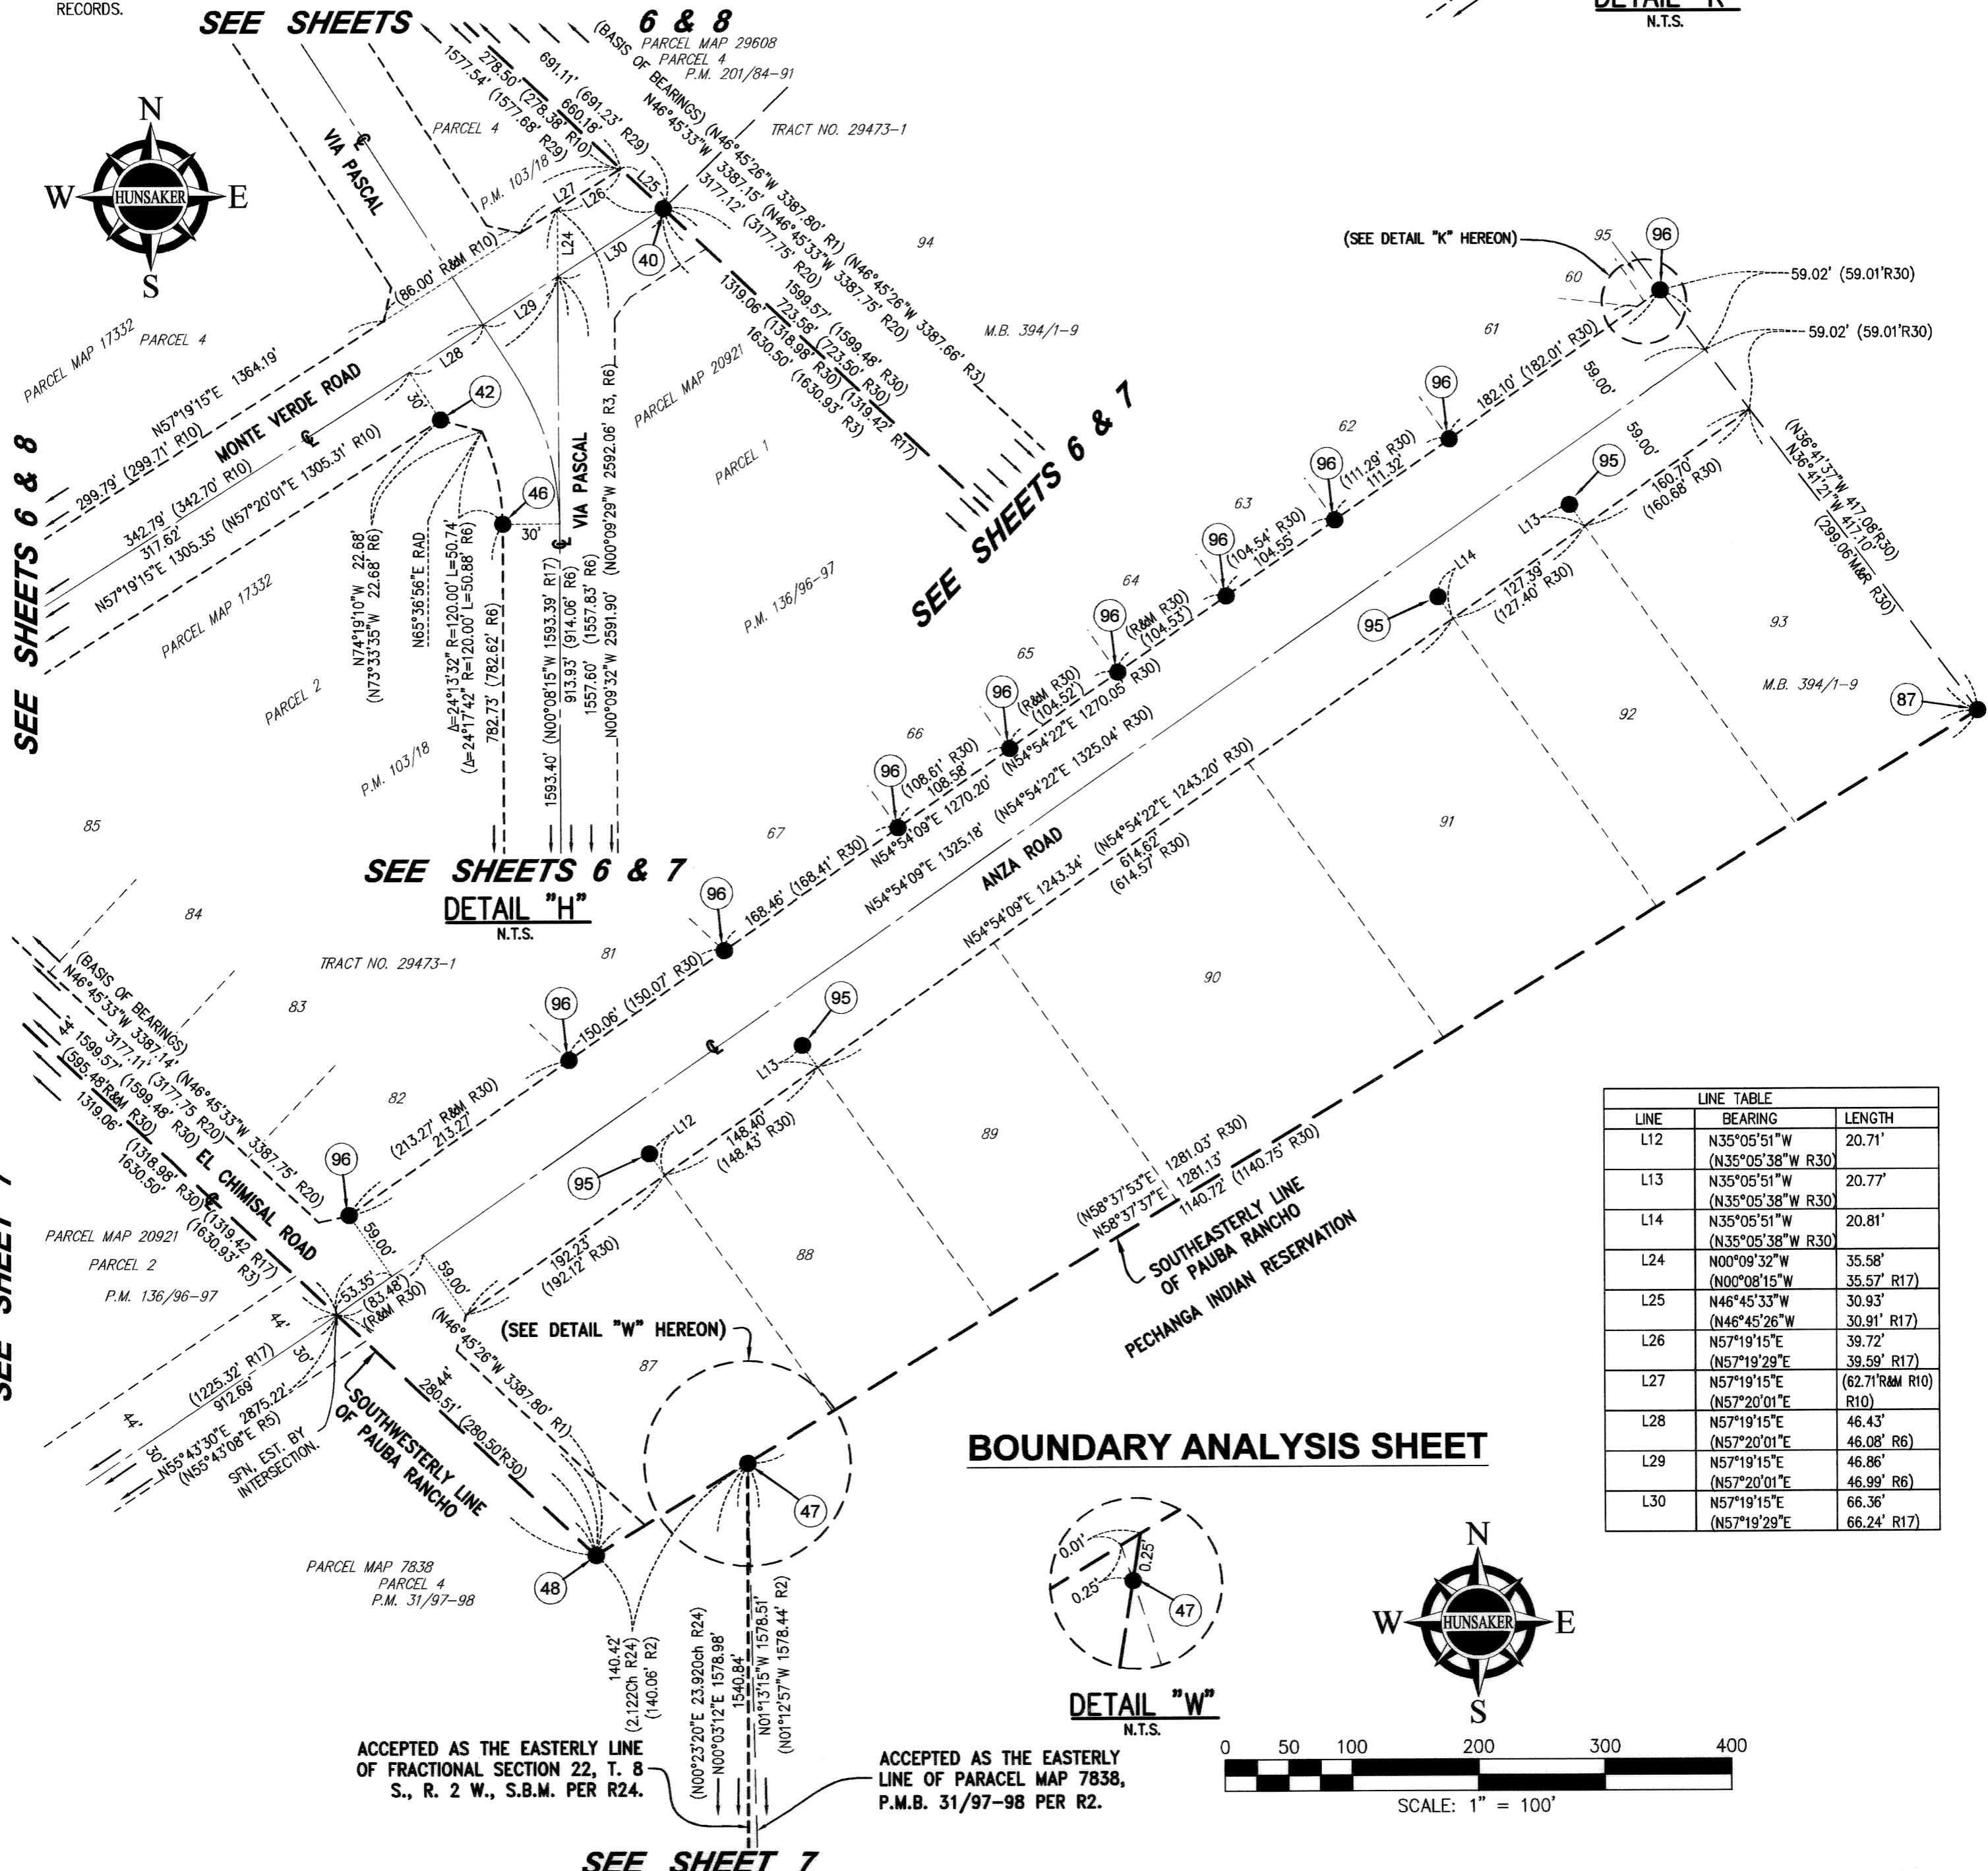 RECORDS.
SEE SHEETS 6 & 8
DETAIL "K"
N.T.S.
N
W HUNSAKER E
S
VIA PASCAL
℄
PARCEL 4
P.M. 103/18
1577.54' (1577.68' R29)
278.50' (278.38' R10)
660.18'
691.11' (691.23' R29)
(BASIS OF BEARINGS) (N46°45'26"W 3387.80' R1) (N46°45'26"W 3387.66' R3)
N46°45'33"W 3387.15' (N46°45'33"W 3387.75' R20)
3177.12' (3177.75' R20)
PARCEL MAP 29608
PARCEL 4
P.M. 201/84-91
TRACT NO. 29473-1
94
M.B. 394/1-9
1599.57' (1599.48' R30)
723.58' (723.50' R30)
1319.06' (1318.98' R30) (1319.42' R17)
1630.50' (1630.93' R3)
L27
L26
L25
L24
L30
L29
L28
40
(86.00' R&M R10)
PARCEL MAP 17332
PARCEL 4
N57°19'15"E 1364.19'
299.79' (299.71' R10)
MONTE VERDE ROAD
℄
342.79' (342.70' R10)
317.62'
N57°19'15"E 1305.35' (N57°20'01"E 1305.31' R10)
30'
42
46
30'
SEE SHEETS 6 & 8
PARCEL MAP 17332
PARCEL 2
P.M. 103/18
N74°19'10"W 22.68'
(N73°33'35"W 22.68' R6)
N65°36'56"E RAD
Δ=24°13'32" R=120.00' L=50.74'
(Δ=24°17'42" R=120.00' L=50.88' R6)
782.73' (782.62' R6)
VIA PASCAL
℄
1593.40' (N00°08'15"W 1593.39' R17)
913.93' (914.06' R6)
1557.60' (1557.83' R6)
N00°09'32"W 2591.90' (N00°09'29"W 2592.06' R3, R6)
PARCEL MAP 20921
PARCEL 1
P.M. 136/96-97
SEE SHEETS 6 & 7
SEE SHEETS 6 & 7
DETAIL "H"
N.T.S.
(SEE DETAIL "K" HEREON)
95
96
60
61
59.02' (59.01'R30)
59.02' (59.01'R30)
182.10' (182.01' R30)
96
62
59.00'
59.00'
(111.29' R30)
111.32'
96
63
95
L13
160.70'
(160.68' R30)
(N36°41'37"W 417.08'R30)
N36°41'21"W 417.10'
(299.06'M&R R30)
(104.54' R30)
104.55'
96
64
L14
95
127.39'
(127.40' R30)
(R&M R30)
(104.53')
96
65
(R&M R30)
(104.52')
96
66
93
M.B. 394/1-9
87
92
(108.61' R30)
108.58'
96
67
N54°54'09"E 1270.20' (N54°54'22"E 1270.05' R30)
N54°54'09"E 1325.18' (N54°54'22"E 1325.04' R30)
ANZA ROAD
N54°54'09"E 1243.34' (N54°54'22"E 1243.20' R30)
614.62'
(614.57' R30)
91
85
84
TRACT NO. 29473-1
83
81
96
168.46' (168.41' R30)
90
96
150.06' (150.07' R30)
℄
95
L13
82
(213.27' R&M R30)
213.27'
96
95
L12
148.40'
(148.43' R30)
89
(BASIS OF BEARINGS)
N46°45'33"W 3387.14' (N46°45'33"W 3387.75' R20)
3177.11' (3177.75 R20)
44' 1599.57' (1599.48' R30)
(595.48'R&M R30)
℄
EL CHIMISAL ROAD
1319.06' (1318.98' R30) (1319.42 R17)
1630.50' (1630.93' R3)
SEE SHEET 7
PARCEL MAP 20921
PARCEL 2
P.M. 136/96-97
59.00'
59.00'
53.35'
(83.48')
(R&M R30)
192.23'
(192.12' R30)
88
(N58°37'53"E 1281.03' R30)
N58°37'37"E 1281.13'
1140.72' (1140.75' R30)
SOUTHEASTERLY LINE
OF PAUBA RANCHO
PECHANGA INDIAN RESERVATION
(SEE DETAIL "W" HEREON)
87
44'
30'
(1225.32' R17)
912.69'
N55°43'30"E 2875.22'
(N55°43'08"E R5)
44'
30'
SFN, EST. BY
INTERSECTION.
SOUTHWESTERLY LINE
OF PAUBA RANCHO
(N46°45'26"W 3387.80' R1)
44'
280.51' (280.50'R30)
47
48
PARCEL MAP 7838
PARCEL 4
P.M. 31/97-98
140.42'
(2.122Ch R24)
(140.06' R2)
(N00°23'20"E 23.920ch R24)
N00°03'12"E 1578.98'
1540.84'
N01°13'15"W 1578.51'
(N01°12'57"W 1578.44' R2)
ACCEPTED AS THE EASTERLY LINE
OF FRACTIONAL SECTION 22, T. 8
S., R. 2 W., S.B.M. PER R24.
ACCEPTED AS THE EASTERLY
LINE OF PARACEL MAP 7838,
P.M.B. 31/97-98 PER R2.
SEE SHEET 7
BOUNDARY ANALYSIS SHEET
0.01'
0.25'
0.25'
47
DETAIL "W"
N.T.S.
N
W HUNSAKER E
S
0 50 100 200 300 400
SCALE: 1" = 100'
LINE TABLE
LINE BEARING LENGTH
L12 N35°05'51"W 20.71'
(N35°05'38"W R30)
L13 N35°05'51"W 20.77'
(N35°05'38"W R30)
L14 N35°05'51"W 20.81'
(N35°05'38"W R30)
L24 N00°09'32"W 35.58'
(N00°08'15"W 35.57' R17)
L25 N46°45'33"W 30.93'
(N46°45'26"W 30.91' R17)
L26 N57°19'15"E 39.72'
(N57°19'29"E 39.59' R17)
L27 N57°19'15"E (62.71'R&M R10)
(N57°20'01"E R10)
L28 N57°19'15"E 46.43'
(N57°20'01"E 46.08' R6)
L29 N57°19'15"E 46.86'
(N57°20'01"E 46.99' R6)
L30 N57°19'15"E 66.36'
(N57°19'29"E 66.24' R17)